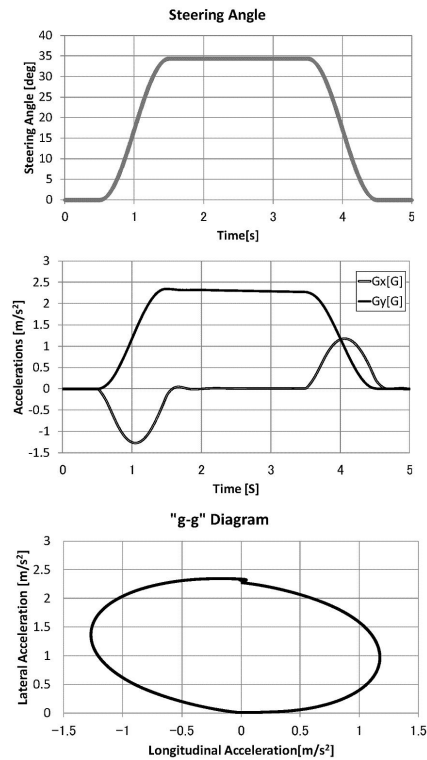 Steering Angle
Steering Angle [deg]
40
35
30
25
20
15
10
5
0
0 1 2 3 4 5
Time[s]
Accelerations [m/s²]
3
2.5
2
1.5
1
0.5
0
-0.5
-1
-1.5
Gx[G]
Gy[G]
0 1 2 3 4 5
Time [S]
"g-g" Diagram
Lateral Acceleration [m/s²]
3
2.5
2
1.5
1
0.5
0
-1.5 -1 -0.5 0 0.5 1 1.5
Longitudinal Acceleration[m/s²]